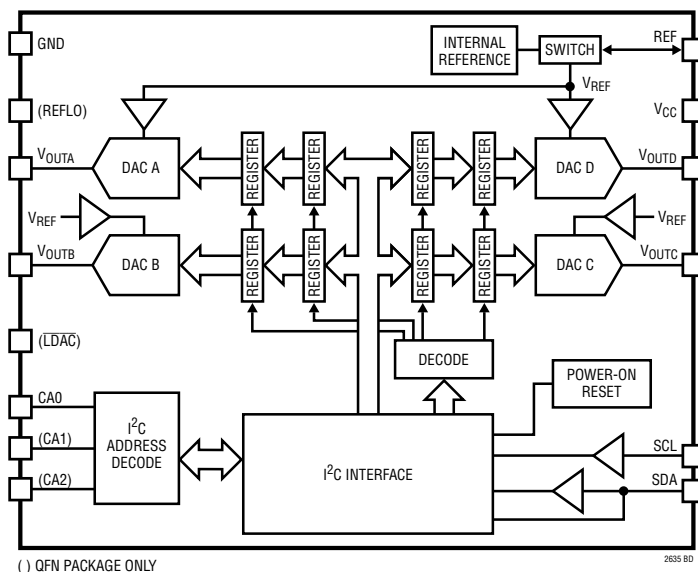 GND
INTERNAL
REFERENCE
SWITCH
REF
(REFLO)
VREF
VCC
VOUTA
DAC A
REGISTER
REGISTER
REGISTER
REGISTER
DAC D
VOUTD
VREF
VREF
VOUTB
DAC B
REGISTER
REGISTER
REGISTER
REGISTER
DAC C
VOUTC
(L̅D̅A̅C̅)
DECODE
POWER-ON
RESET
CA0
(CA1)
(CA2)
I²C
ADDRESS
DECODE
I²C INTERFACE
SCL
SDA
( ) QFN PACKAGE ONLY
2635 BD